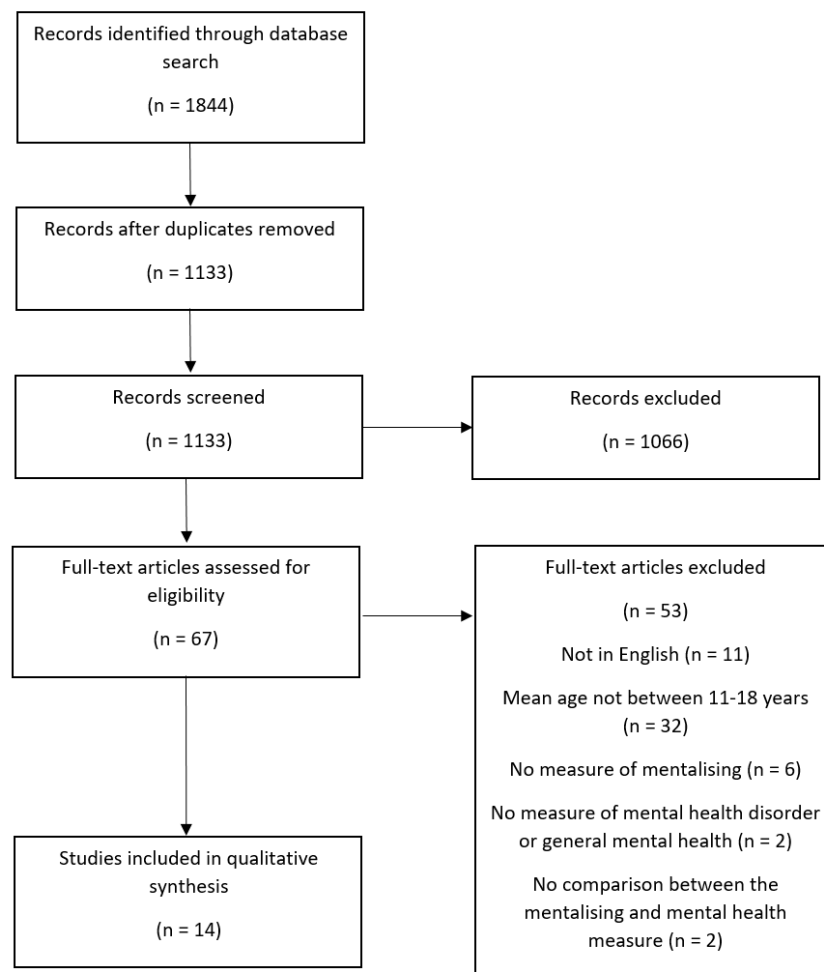 Records identified through database
search
(n = 1844)
Records after duplicates removed
(n = 1133)
Records screened
(n = 1133)
Records excluded
(n = 1066)
Full-text articles assessed for
eligibility
(n = 67)
Full-text articles excluded
(n = 53)
Not in English (n = 11)
Mean age not between 11-18 years
(n = 32)
No measure of mentalising (n = 6)
No measure of mental health disorder
or general mental health (n = 2)
No comparison between the
mentalising and mental health
measure (n = 2)
Studies included in qualitative
synthesis
(n = 14)